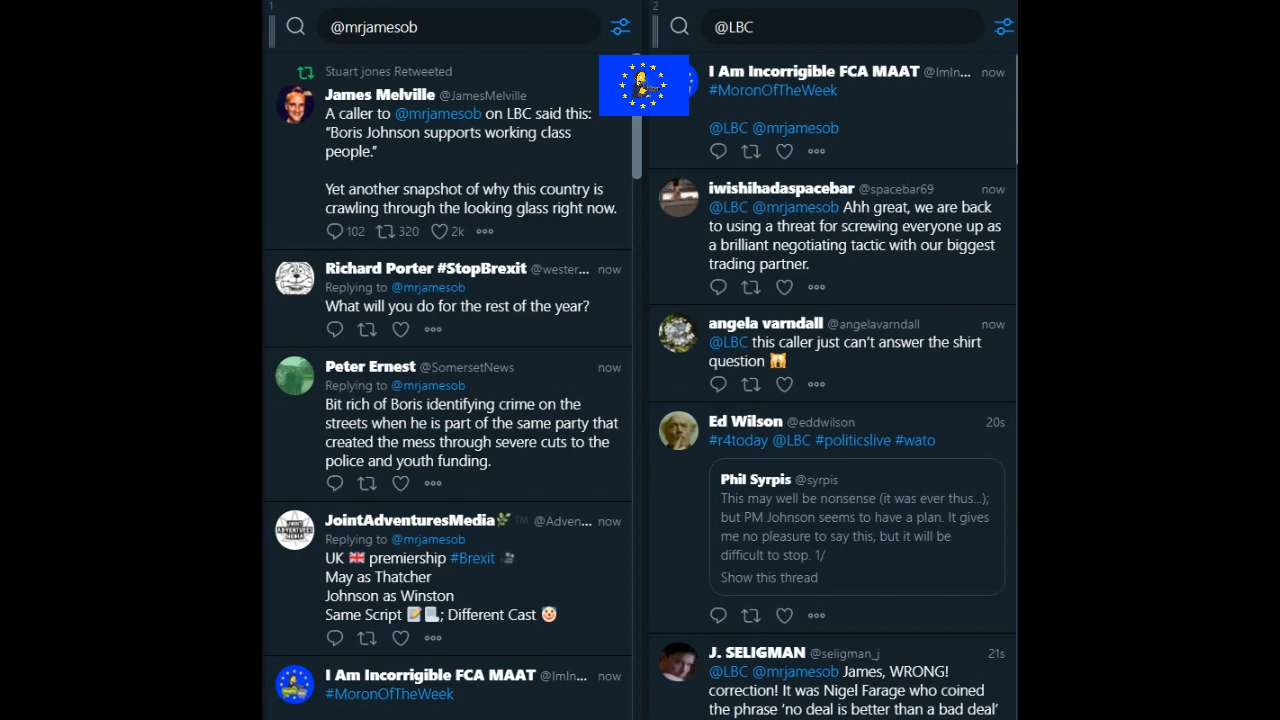 1
@mrjamesob
Stuart jones Retweeted
James Melville @JamesMelville
A caller to @mrjamesob on LBC said this:
“Boris Johnson supports working class
people.”
Yet another snapshot of why this country is
crawling through the looking glass right now.
102 320 2k
Richard Porter #StopBrexit @wester... now
Replying to @mrjamesob
What will you do for the rest of the year?
Peter Ernest @SomersetNews now
Replying to @mrjamesob
Bit rich of Boris identifying crime on the
streets when he is part of the same party that
created the mess through severe cuts to the
police and youth funding.
JointAdventuresMedia🌿™️ @Adven... now
Replying to @mrjamesob
UK 🇬🇧 premiership #Brexit 🎥
May as Thatcher
Johnson as Winston
Same Script 📝📃; Different Cast 🤡
I Am Incorrigible FCA MAAT @ImIn... now
#MoronOfTheWeek
2
@LBC
I Am Incorrigible FCA MAAT @ImIn... now
#MoronOfTheWeek
@LBC @mrjamesob
iwishihadaspacebar @spacebar69 now
@LBC @mrjamesob Ahh great, we are back
to using a threat for screwing everyone up as
a brilliant negotiating tactic with our biggest
trading partner.
angela varndall @angelavarndall now
@LBC this caller just can’t answer the shirt
question 🙀
Ed Wilson @eddwilson 20s
#r4today @LBC #politicslive #wato
Phil Syrpis @syrpis
This may well be nonsense (it was ever thus...);
but PM Johnson seems to have a plan. It gives
me no pleasure to say this, but it will be
difficult to stop. 1/
Show this thread
J. SELIGMAN @seligman_j 21s
@LBC @mrjamesob James, WRONG!
correction! It was Nigel Farage who coined
the phrase ‘no deal is better than a bad deal’